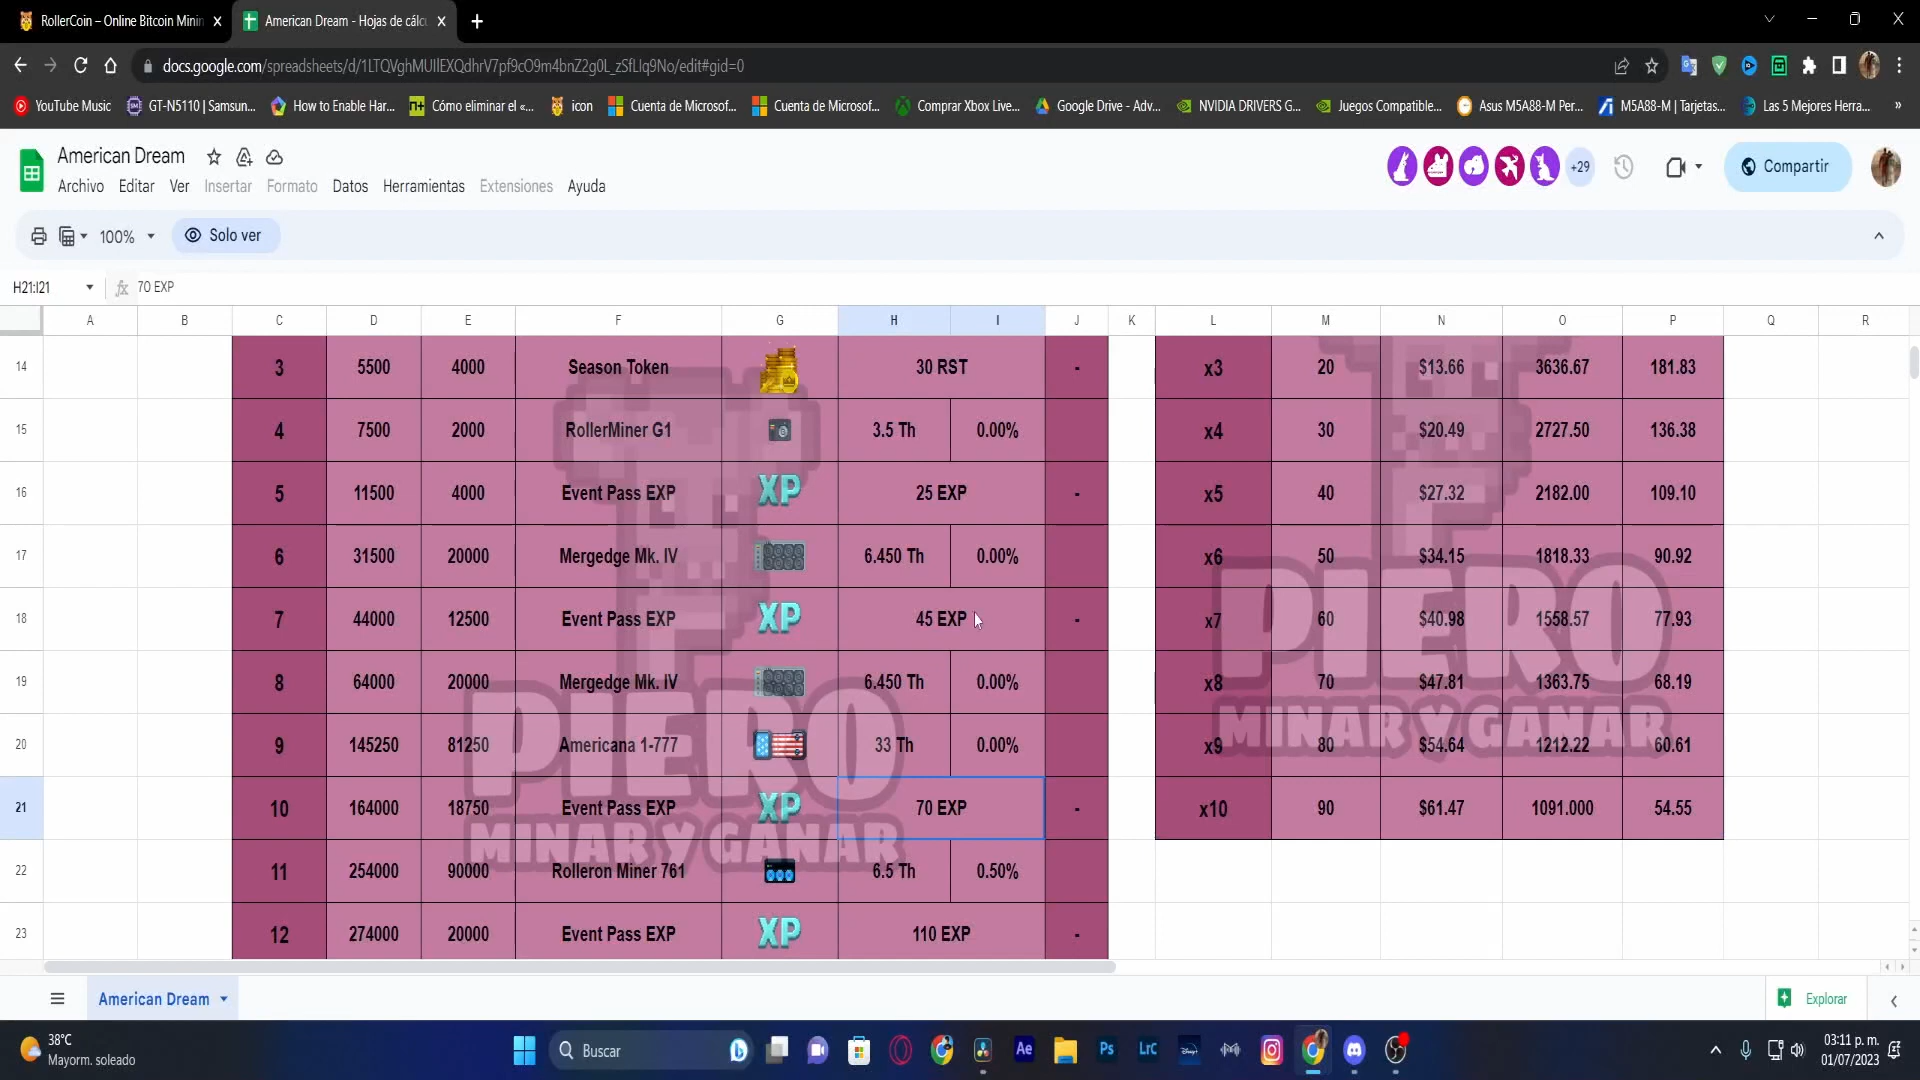 RollerCoin – Online Bitcoin Minin
American Dream - Hojas de cálcu
docs.google.com/spreadsheets/d/1LTQVghMUIlEXQdhrV7pf9cO9m4bnZ2g0L_zSfLIq9No/edit#gid=0
YouTube Music
GT-N5110 | Samsun...
How to Enable Har...
Cómo eliminar el «...
icon
Cuenta de Microsof...
Cuenta de Microsof...
Comprar Xbox Live...
Google Drive - Adv...
NVIDIA DRIVERS G...
Juegos Compatible...
Asus M5A88-M Per...
M5A88-M | Tarjetas...
Las 5 Mejores Herra...
»
American Dream
Archivo Editar Ver Insertar Formato Datos Herramientas Extensiones Ayuda
+29
Compartir
100%
Solo ver
H21:I21
fx 70 EXP
A B C D E F G H I J K L M N O P Q R
14 3 5500 4000 Season Token 30 RST - x3 20 $13.66 3636.67 181.83
15 4 7500 2000 RollerMiner G1 3.5 Th 0.00% x4 30 $20.49 2727.50 136.38
16 5 11500 4000 Event Pass EXP XP 25 EXP - x5 40 $27.32 2182.00 109.10
17 6 31500 20000 Mergedge Mk. IV 6.450 Th 0.00% x6 50 $34.15 1818.33 90.92
18 7 44000 12500 Event Pass EXP XP 45 EXP - x7 60 $40.98 1558.57 77.93
19 8 64000 20000 Mergedge Mk. IV 6.450 Th 0.00% x8 70 $47.81 1363.75 68.19
20 9 145250 81250 Americana 1-777 33 Th 0.00% x9 80 $54.64 1212.22 60.61
21 10 164000 18750 Event Pass EXP XP 70 EXP - x10 90 $61.47 1091.000 54.55
22 11 254000 90000 Rolleron Miner 761 6.5 Th 0.50%
23 12 274000 20000 Event Pass EXP XP 110 EXP -
PIERO
MINAR Y GANAR
PIERO
MINAR Y GANAR
American Dream
Explorar
38°C
Mayorm. soleado
Buscar
Ae
Ps
LrC
Disney+
03:11 p. m.
01/07/2023